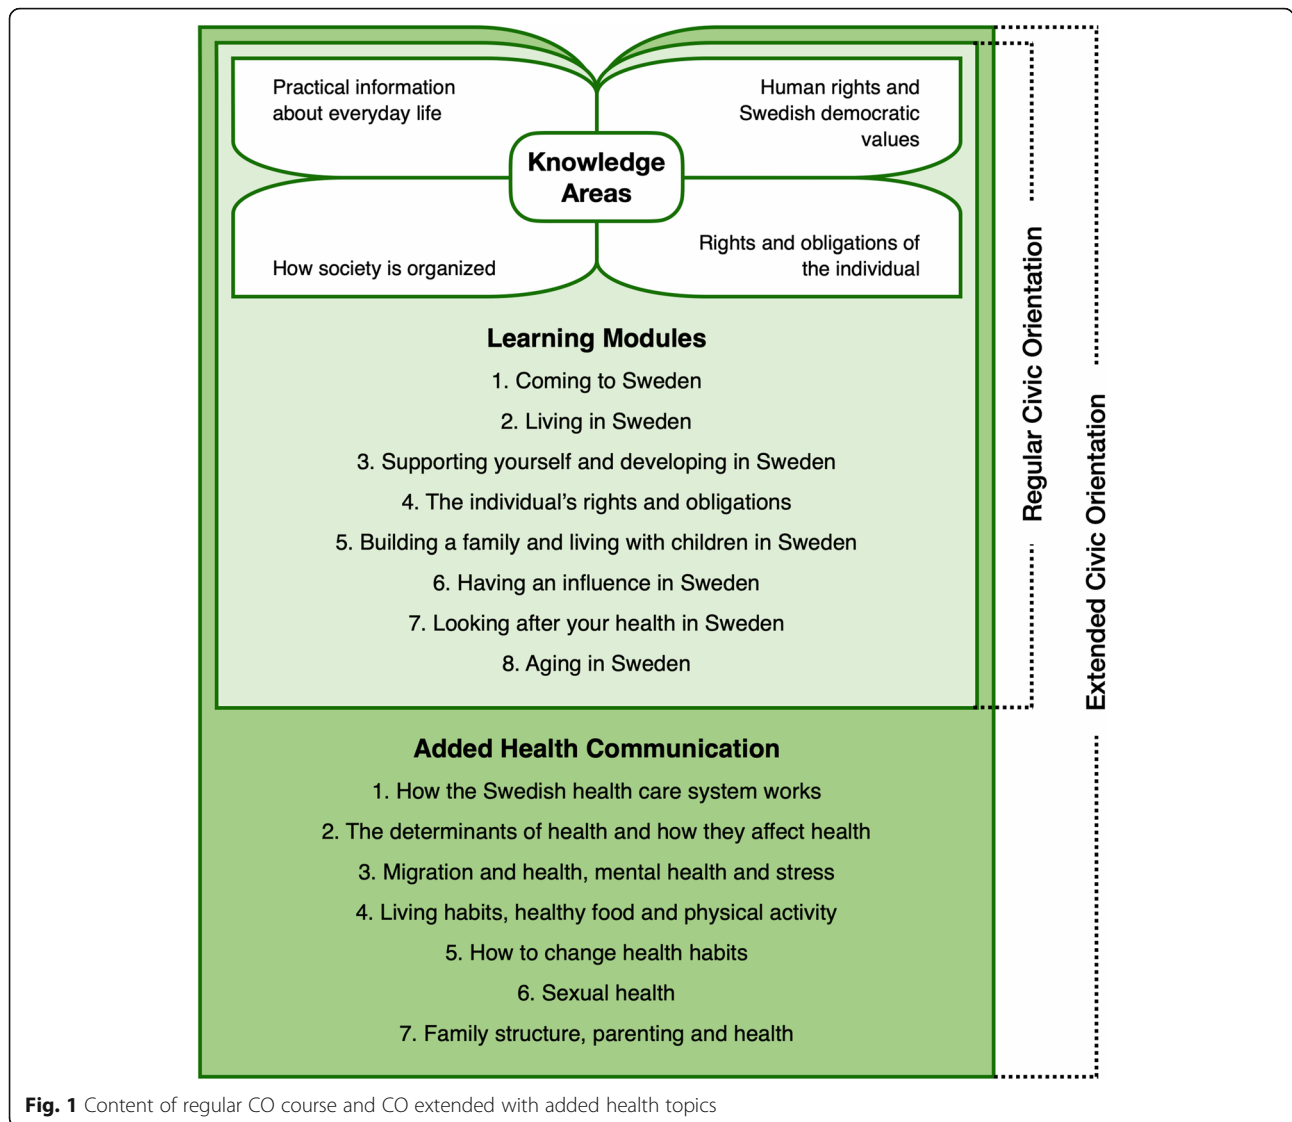 Practical information
about everyday life
Human rights and
Swedish democratic
values
Knowledge
Areas
How society is organized
Rights and obligations of
the individual
Learning Modules
1. Coming to Sweden
2. Living in Sweden
3. Supporting yourself and developing in Sweden
4. The individual’s rights and obligations
5. Building a family and living with children in Sweden
6. Having an influence in Sweden
7. Looking after your health in Sweden
8. Aging in Sweden
Regular Civic Orientation
Extended Civic Orientation
Added Health Communication
1. How the Swedish health care system works
2. The determinants of health and how they affect health
3. Migration and health, mental health and stress
4. Living habits, healthy food and physical activity
5. How to change health habits
6. Sexual health
7. Family structure, parenting and health
Fig. 1 Content of regular CO course and CO extended with added health topics